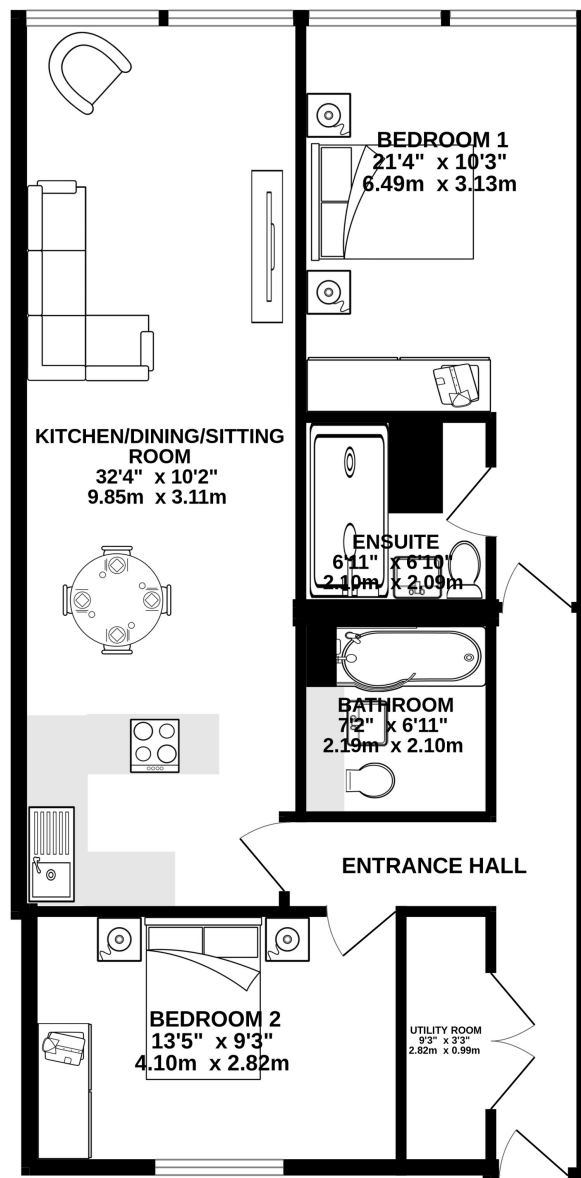 BEDROOM 1
21'4" x 10'3"
6.49m x 3.13m
KITCHEN/DINING/SITTING
ROOM
32'4" x 10'2"
9.85m x 3.11m
ENSUITE
6'11" x 6'10"
2.10m x 2.09m
BATHROOM
7'2" x 6'11"
2.19m x 2.10m
ENTRANCE HALL
BEDROOM 2
13'5" x 9'3"
4.10m x 2.82m
UTILITY ROOM
9'3" x 3'3"
2.82m x 0.99m